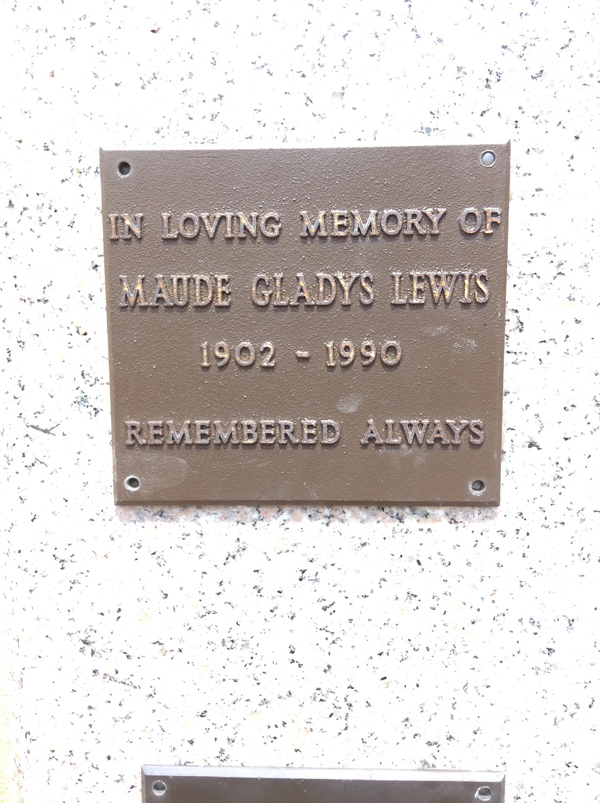 IN LOVING MEMORY OF
MAUDE GLADYS LEWIS
1902 - 1990
REMEMBERED ALWAYS